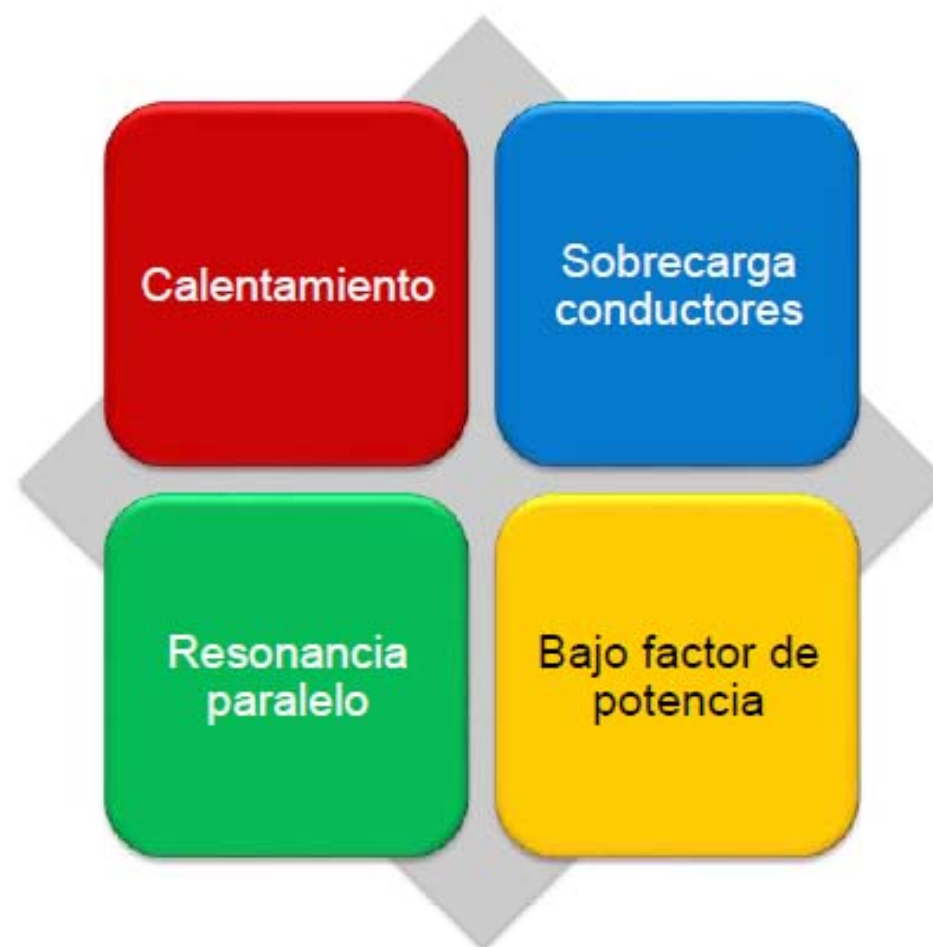 Calentamiento
Sobrecarga
conductores
Resonancia
paralelo
Bajo factor de
potencia